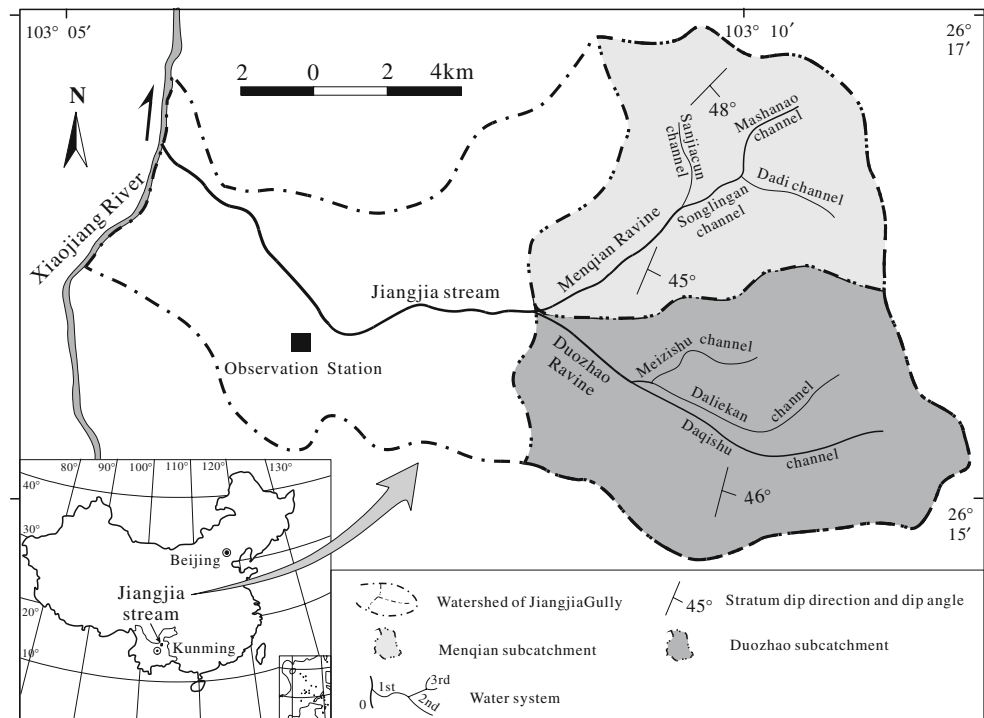 103° 05′
103° 10′
26°
17′
2 0 2 4km
N
48°
Sanjiacun
channel
Mashanao
channel
Dadi channel
Songlingan
channel
Menqian Ravine
45°
Xiaojiang River
Jiangjia stream
Observation Station
Duozhao
Ravine
Meizishu channel
Daliekan channel
Daqishu channel
46°
26°
15′
80° 90° 100° 110° 120° 130°
40°
30°
20°
10°
Beijing
Jiangjia
stream
Kunming
Watershed of JiangjiaGully
45° Stratum dip direction and dip angle
Menqian subcatchment
Duozhao subcatchment
0 1st 2nd 3rd
Water system